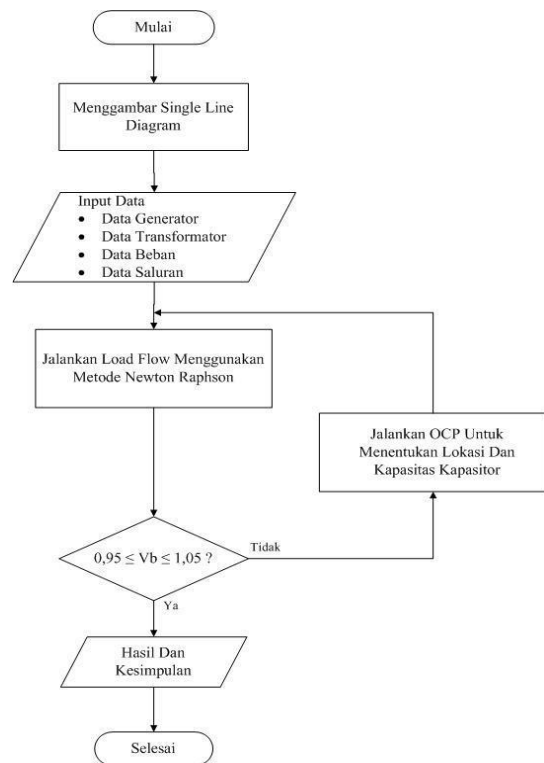 Mulai
Menggambar Single Line
Diagram
Input Data
• Data Generator
• Data Transformator
• Data Beban
• Data Saluran
Jalankan Load Flow Menggunakan
Metode Newton Raphson
Jalankan OCP Untuk
Menentukan Lokasi Dan
Kapasitas Kapasitor
0,95 ≤ Vb ≤ 1,05 ?
Tidak
Ya
Hasil Dan
Kesimpulan
Selesai